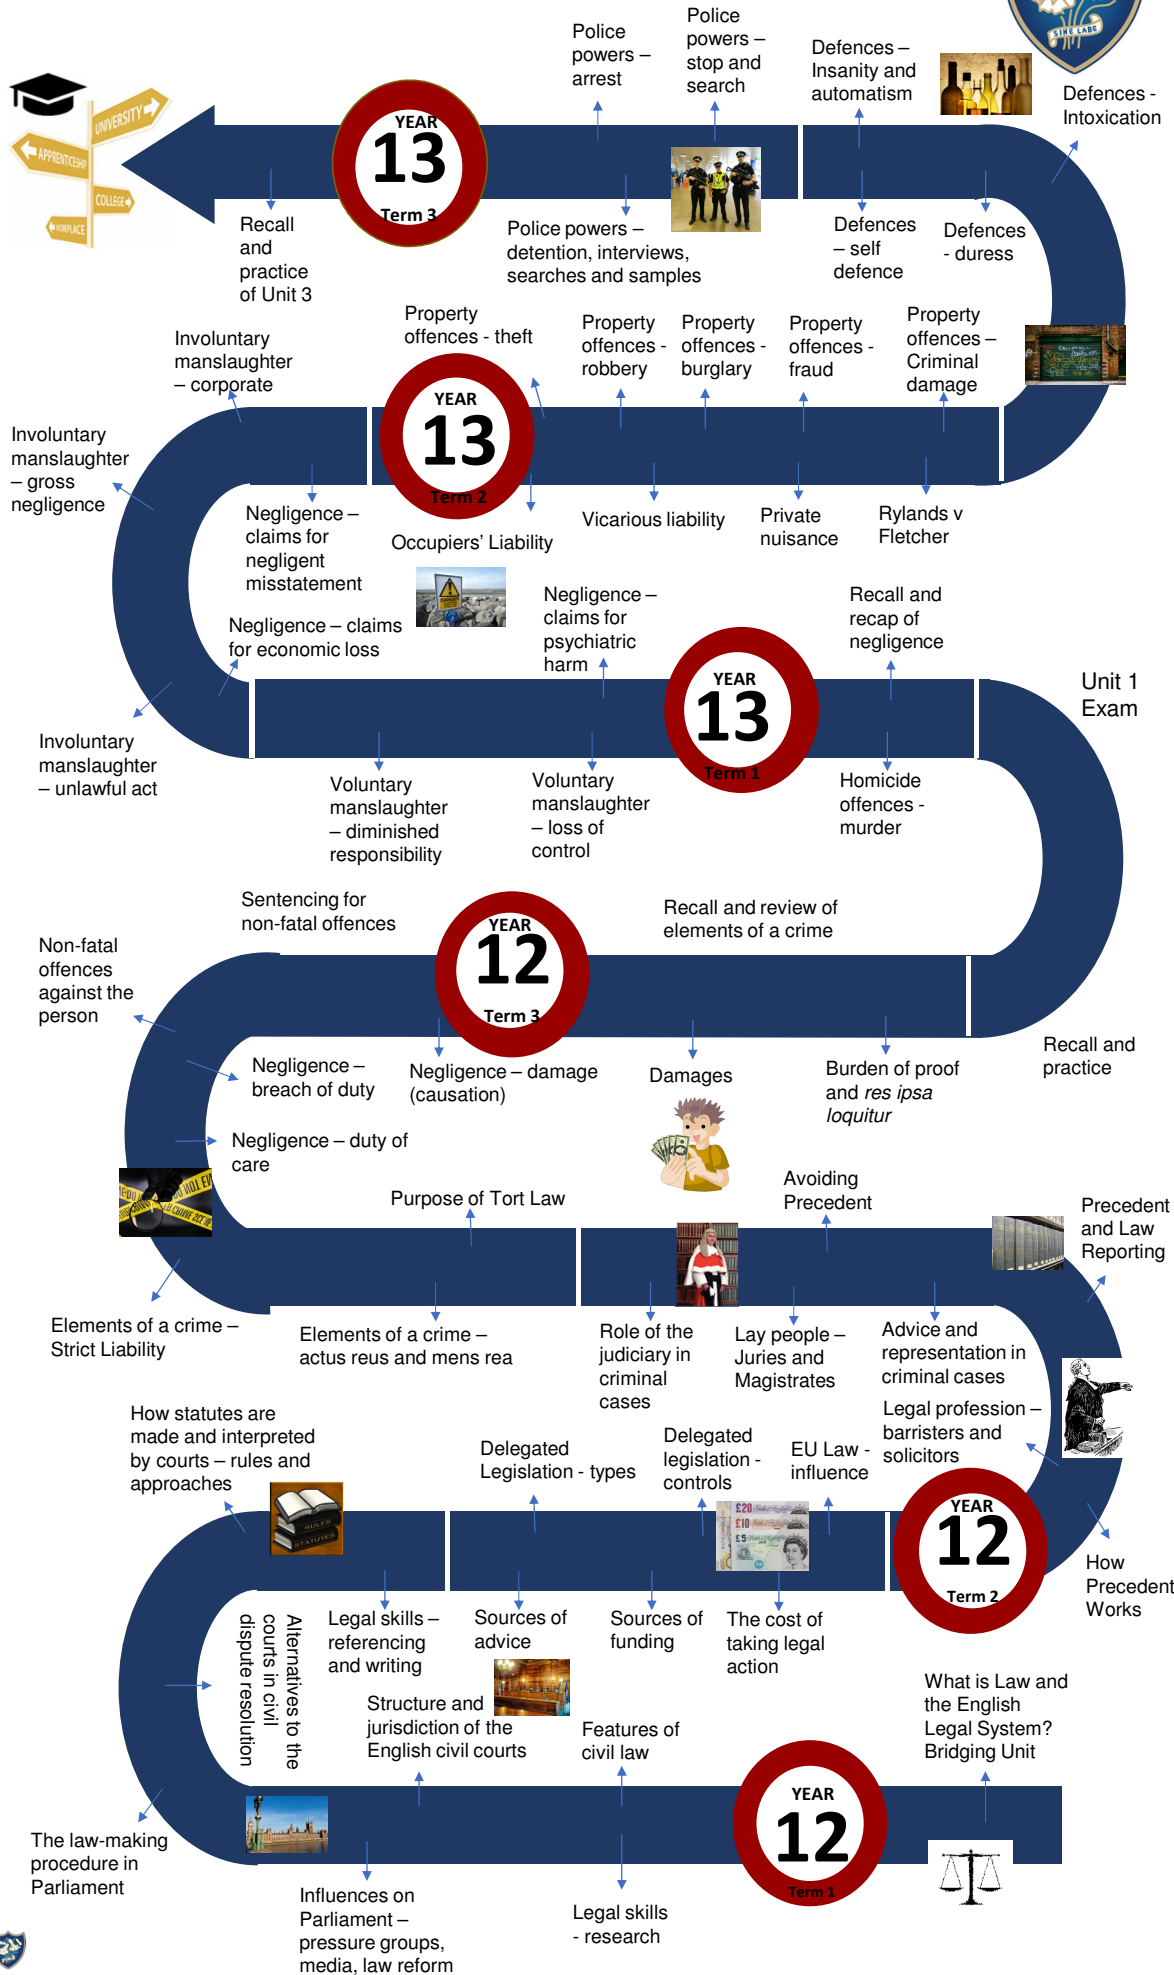 SINE LABE
Police
powers –
arrest
Police
powers –
stop and
search
Defences –
Insanity and
automatism
Defences -
Intoxication
UNIVERSITY
APPRENTICESHIP
COLLEGE
WORKPLACE
YEAR
13
Term 3
Recall
and
practice
of Unit 3
Police powers –
detention, interviews,
searches and samples
Defences
– self
defence
Defences
- duress
Involuntary
manslaughter
– corporate
Property
offences - theft
Property
offences -
robbery
Property
offences -
burglary
Property
offences -
fraud
Property
offences –
Criminal
damage
YEAR
13
Term 2
Involuntary
manslaughter
– gross
negligence
Negligence –
claims for
negligent
misstatement
Occupiers' Liability
Vicarious liability
Private
nuisance
Rylands v
Fletcher
DANGER
Negligence – claims
for economic loss
Negligence –
claims for
psychiatric
harm
Recall and
recap of
negligence
YEAR
13
Term 1
Unit 1
Exam
Involuntary
manslaughter
– unlawful act
Voluntary
manslaughter
– diminished
responsibility
Voluntary
manslaughter
– loss of
control
Homicide
offences -
murder
Sentencing for
non-fatal offences
Recall and review of
elements of a crime
YEAR
12
Term 3
Non-fatal
offences
against the
person
Negligence –
breach of duty
Negligence – damage
(causation)
Damages
Burden of proof
and res ipsa
loquitur
Recall and
practice
Negligence – duty of
care
Purpose of Tort Law
Avoiding
Precedent
Precedent
and Law
Reporting
Elements of a crime –
Strict Liability
Elements of a crime –
actus reus and mens rea
Role of the
judiciary in
criminal
cases
Lay people –
Juries and
Magistrates
Advice and
representation in
criminal cases
Legal profession –
barristers and
solicitors
How statutes are
made and interpreted
by courts – rules and
approaches
RULES
STATUTES
Delegated
Legislation - types
Delegated
legislation -
controls
EU Law -
influence
£20
£10
£5
YEAR
12
Term 2
How
Precedent
Works
Alternatives to the
courts in civil
dispute resolution
Legal skills –
referencing
and writing
Sources of
advice
Sources of
funding
The cost of
taking legal
action
Structure and
jurisdiction of the
English civil courts
Features of
civil law
What is Law and
the English
Legal System?
Bridging Unit
YEAR
12
Term 1
The law-making
procedure in
Parliament
Influences on
Parliament –
pressure groups,
media, law reform
Legal skills
- research